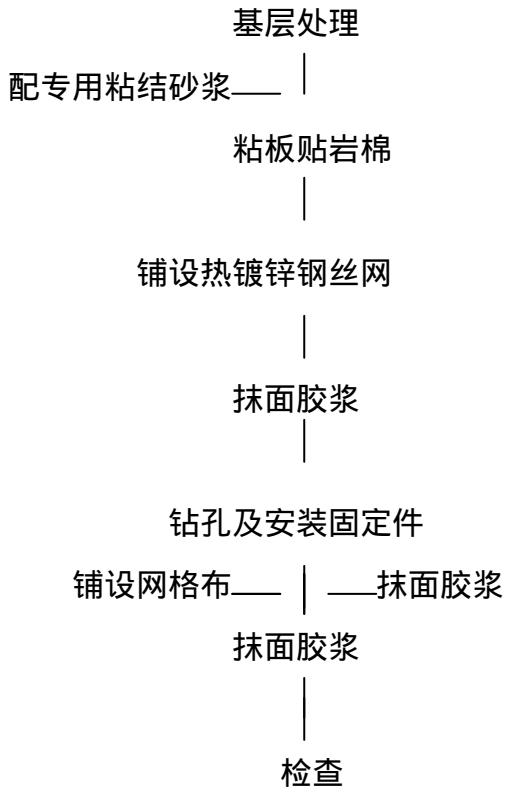 基层处理
配专用粘结砂浆
粘板贴岩棉
铺设热镀锌钢丝网
抹面胶浆
钻孔及安装固定件
铺设网格布
抹面胶浆
抹面胶浆
检查